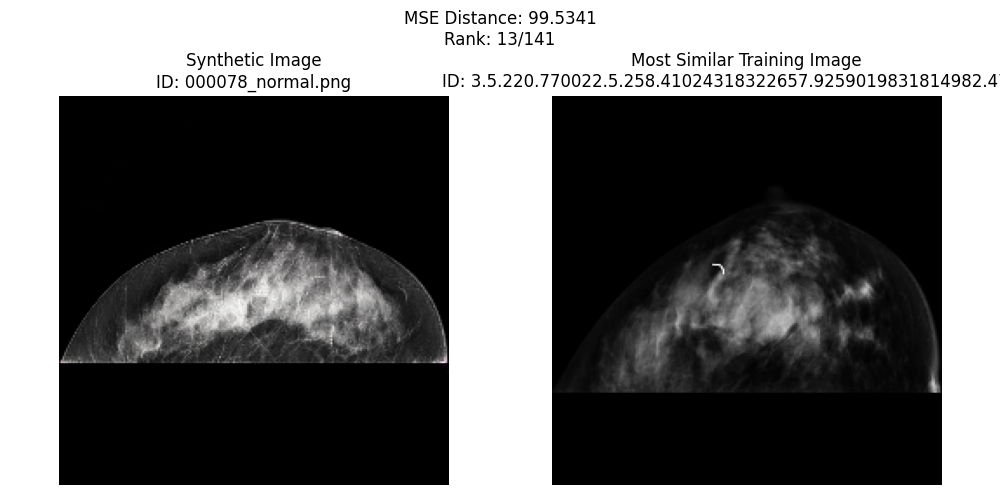 MSE Distance: 99.5341
Rank: 13/141
Synthetic Image
ID: 000078_normal.png
Most Similar Training Image
ID: 3.5.220.770022.5.258.41024318322657.9259019831814982.4